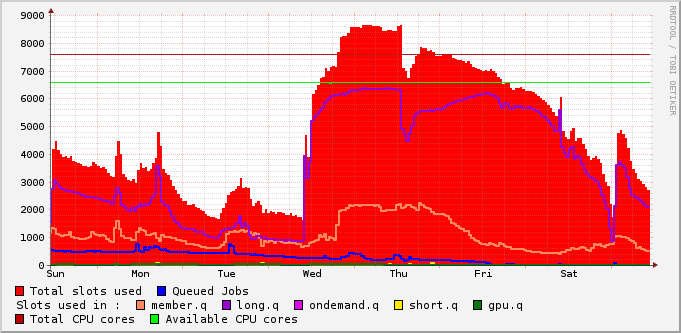 9000
8000
7000
6000
5000
4000
3000
2000
1000
0
Sun Mon Tue Wed Thu Fri Sat
Total slots used Queued Jobs
Slots used in : member.q long.q ondemand.q short.q gpu.q
Total CPU cores Available CPU cores
RRDTOOL / TOBI OETIKER